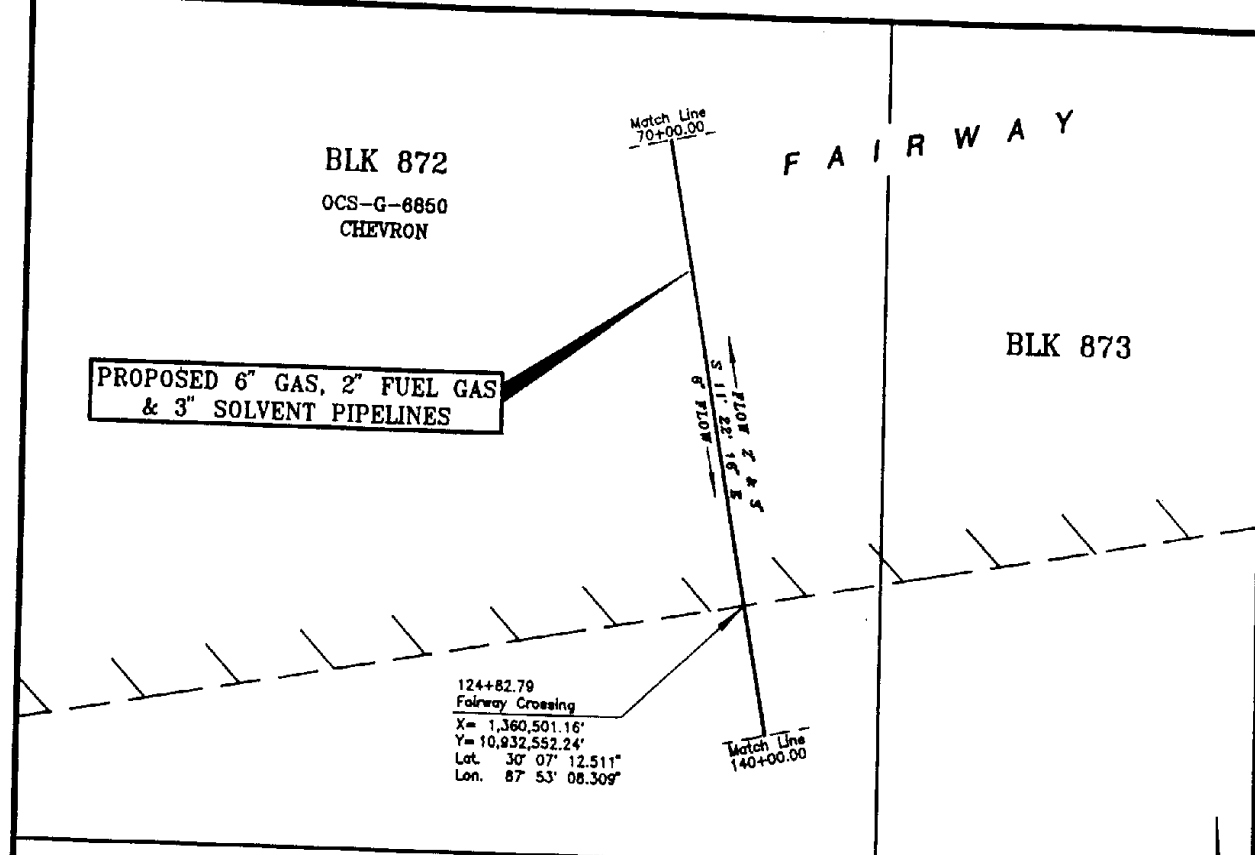 Match Line
70+00.00
F A I R W A Y
BLK 872
OCS-G-6850
CHEVRON
BLK 873
PROPOSED 6" GAS, 2" FUEL GAS
& 3" SOLVENT PIPELINES
FLOW 2" & 3"
S 11° 22' 16" E
6" FLOW
124+82.79
Fairway Crossing
X= 1,360,501.16'
Y= 10,932,552.24'
Lat. 30° 07' 12.511"
Lon. 87° 53' 08.309"
Match Line
140+00.00